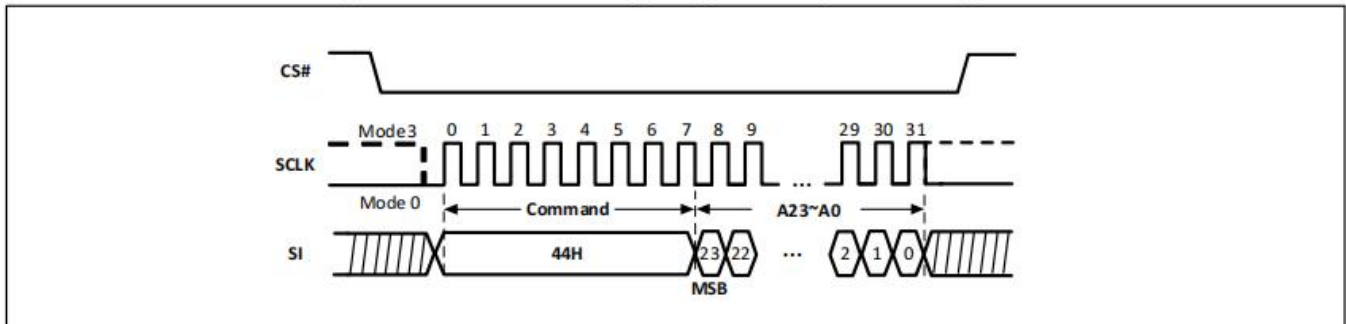 CS#
Mode3 0 1 2 3 4 5 6 7 8 9 29 30 31
SCLK
...
Mode 0
Command A23~A0
SI 44H 23 22 ... 2 1 0
MSB